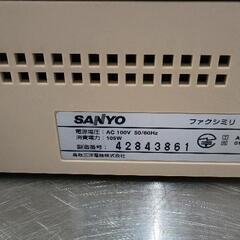 SANYO ファクシミリ
電源電圧：AC 100V 50/60Hz
消費電力：105W
製造番号：42843861
鳥取三洋電機株式会社